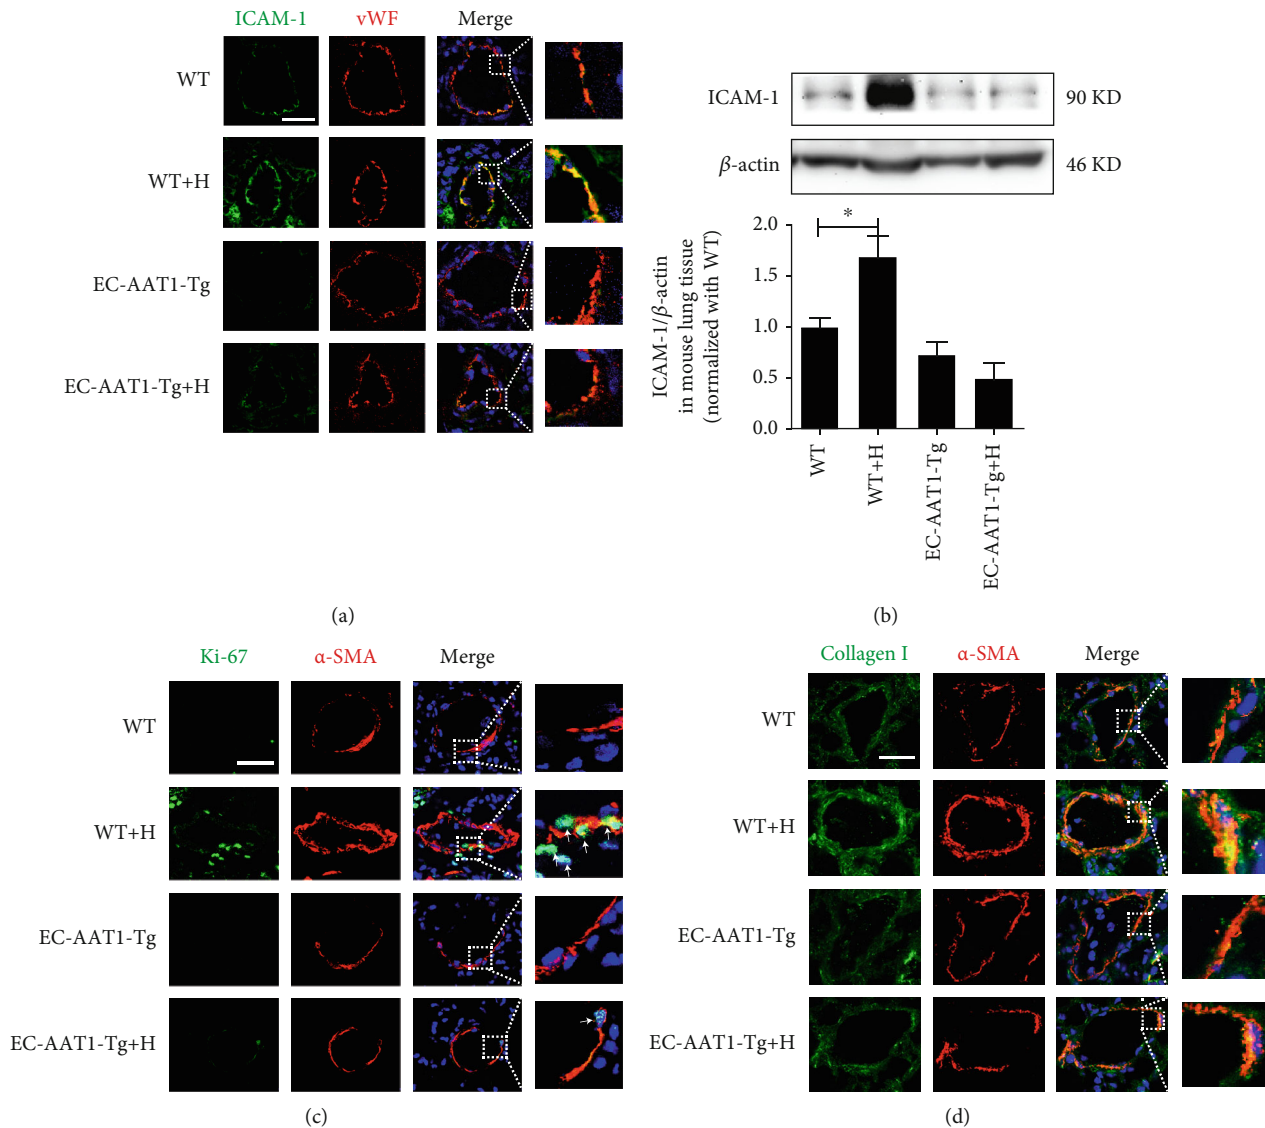 ICAM-1 vWF Merge
WT
WT+H
EC-AAT1-Tg
EC-AAT1-Tg+H
(a)
ICAM-1 90 KD
β-actin 46 KD
*
2.0
1.5
1.0
0.5
0.0
ICAM-1/β-actin
in mouse lung tissue
(normalized with WT)
WT
WT+H
EC-AAT1-Tg
EC-AAT1-Tg+H
(b)
Ki-67 α-SMA Merge
WT
WT+H
EC-AAT1-Tg
EC-AAT1-Tg+H
(c)
Collagen I α-SMA Merge
WT
WT+H
EC-AAT1-Tg
EC-AAT1-Tg+H
(d)